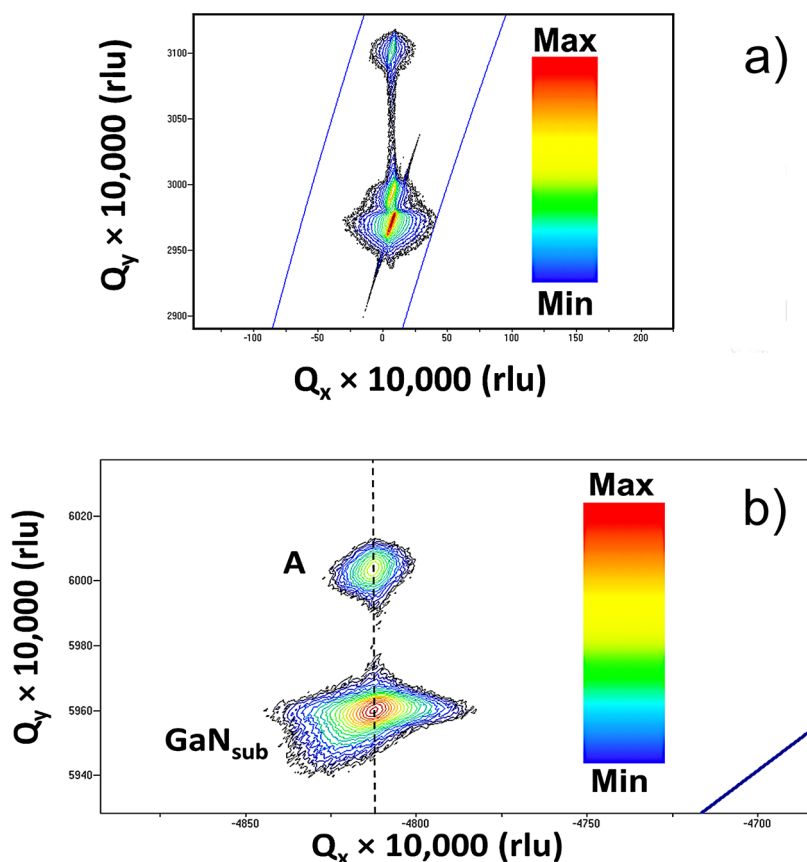 a)
Max
Min
3100
3050
3000
2950
2900
Qy × 10,000 (rlu)
-100
-50
0
50
100
150
200
Qx × 10,000 (rlu)
b)
Max
Min
A
GaNsub
6020
6000
5980
5960
5940
Qy × 10,000 (rlu)
-4850
-4800
-4750
-4700
Qx × 10,000 (rlu)